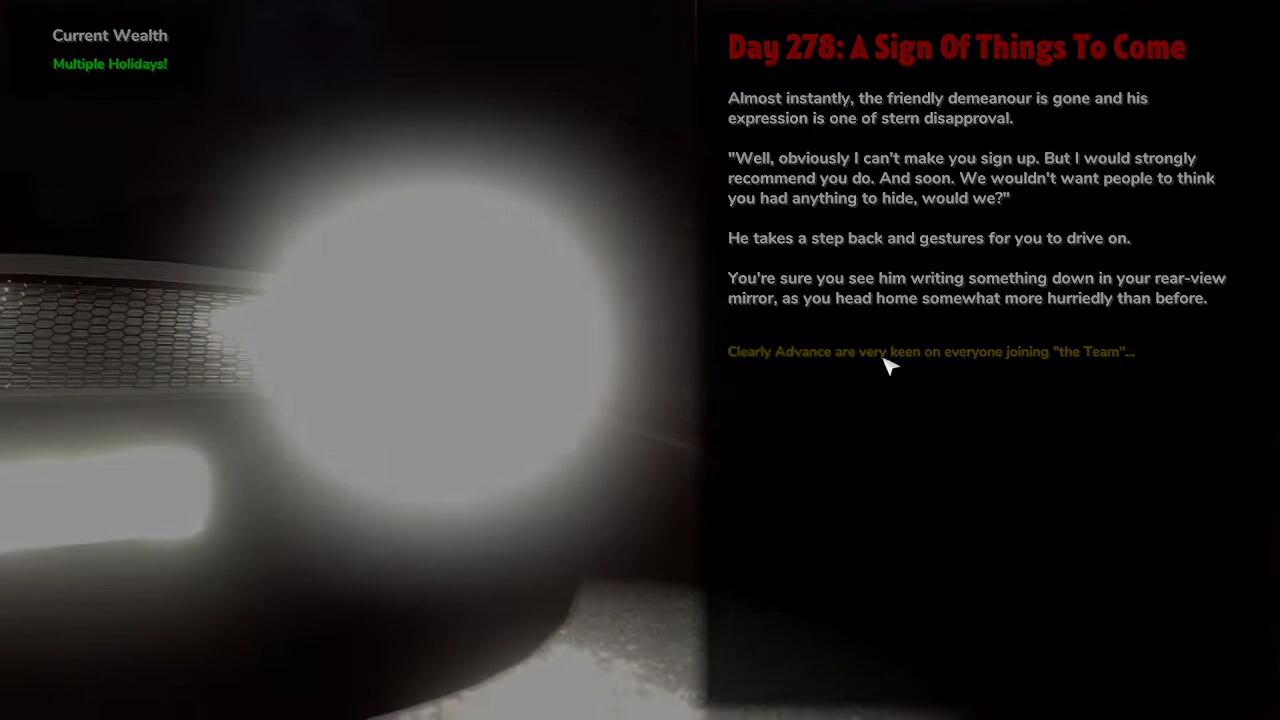 Current Wealth
Multiple Holidays!
Day 278: A Sign Of Things To Come
Almost instantly, the friendly demeanour is gone and his
expression is one of stern disapproval.
"Well, obviously I can't make you sign up. But I would strongly
recommend you do. And soon. We wouldn't want people to think
you had anything to hide, would we?"
He takes a step back and gestures for you to drive on.
You're sure you see him writing something down in your rear-view
mirror, as you head home somewhat more hurriedly than before.
Clearly Advance are very keen on everyone joining "the Team"...